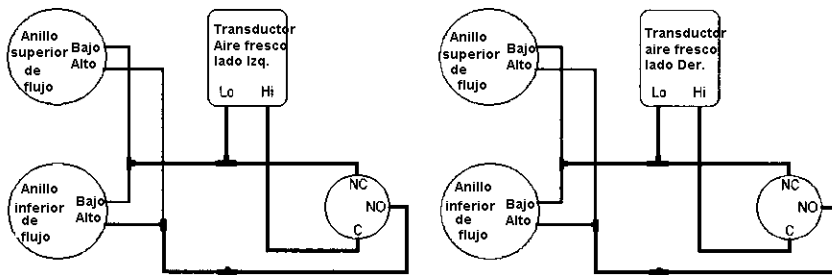 Anillo
superior
de
flujo
Bajo
Alto
Transductor
Aire fresco
lado Izq.
Lo Hi
Anillo
inferior
de
flujo
Bajo
Alto
NC
NO
C
Anillo
superior
de
flujo
Bajo
Alto
Transductor
aire fresco
lado Der.
Lo Hi
Anillo
inferior
de
flujo
Bajo
Alto
NC
NO
C